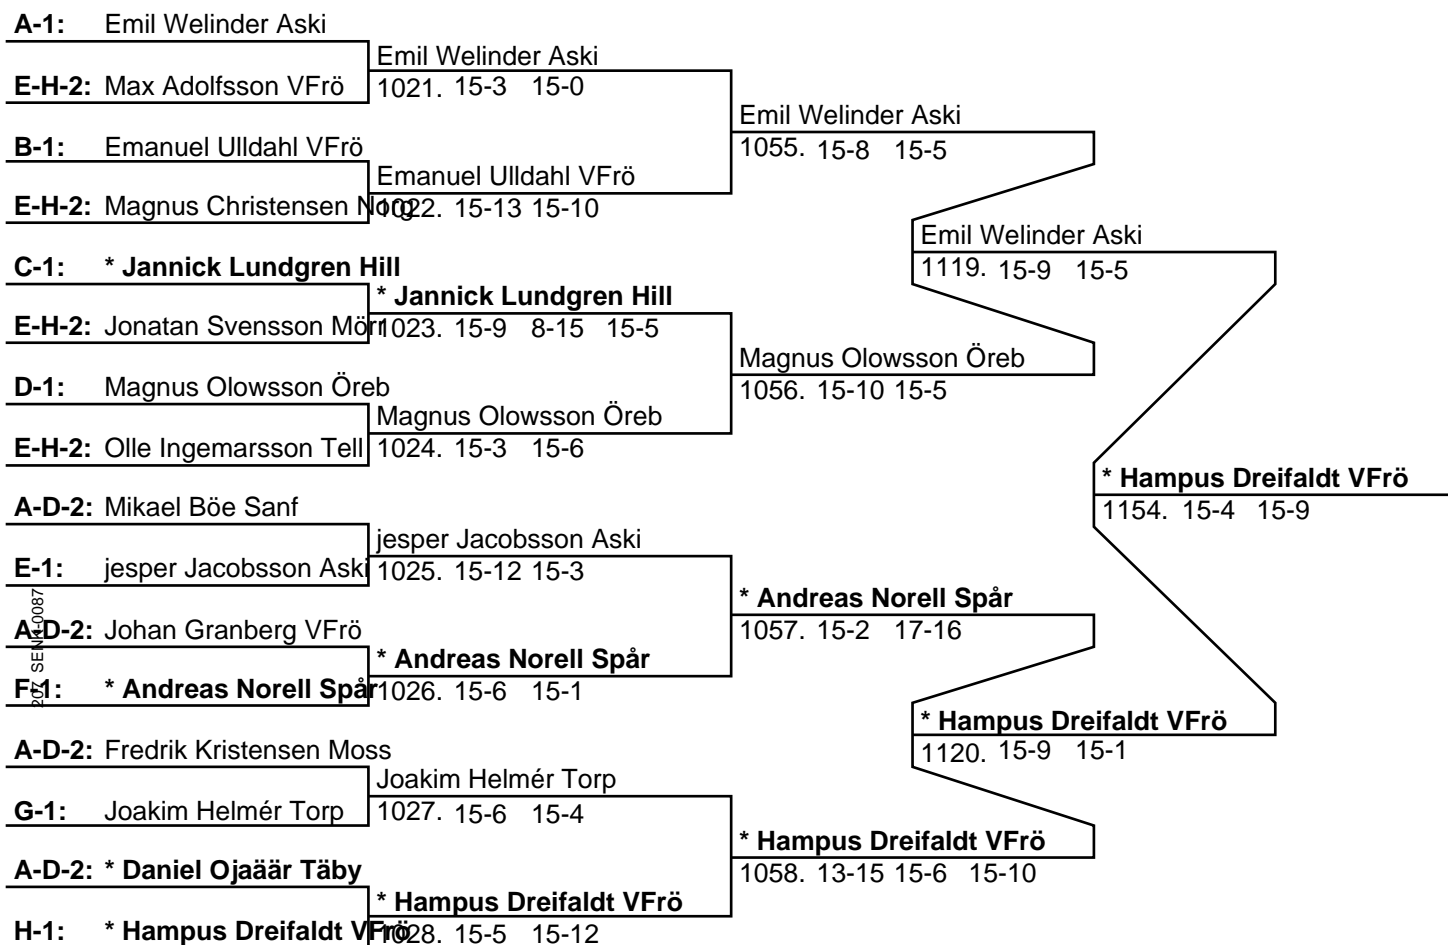 A-1: Emil Welinder Aski
E-H-2: Max Adolfsson VFrö
B-1: Emanuel Ulldahl VFrö
E-H-2: Magnus Christensen Norg
C-1: * Jannick Lundgren Hill
E-H-2: Jonatan Svensson Mörr
D-1: Magnus Olowsson Öreb
E-H-2: Olle Ingemarsson Tell
A-D-2: Mikael Böe Sanf
E-1: jesper Jacobsson Aski
A-D-2: Johan Granberg VFrö
F-1: * Andreas Norell Spår
A-D-2: Fredrik Kristensen Moss
G-1: Joakim Helmér Torp
A-D-2: * Daniel Ojaäär Täby
H-1: * Hampus Dreifaldt VFrö
Emil Welinder Aski
1021. 15-3 15-0
Emanuel Ulldahl VFrö
1022. 15-13 15-10
* Jannick Lundgren Hill
1023. 15-9 8-15 15-5
Magnus Olowsson Öreb
1024. 15-3 15-6
jesper Jacobsson Aski
1025. 15-12 15-3
* Andreas Norell Spår
1026. 15-6 15-1
Joakim Helmér Torp
1027. 15-6 15-4
* Hampus Dreifaldt VFrö
1028. 15-5 15-12
Emil Welinder Aski
1055. 15-8 15-5
Magnus Olowsson Öreb
1056. 15-10 15-5
* Andreas Norell Spår
1057. 15-2 17-16
* Hampus Dreifaldt VFrö
1058. 13-15 15-6 15-10
Emil Welinder Aski
1119. 15-9 15-5
* Hampus Dreifaldt VFrö
1120. 15-9 15-1
* Hampus Dreifaldt VFrö
1154. 15-4 15-9